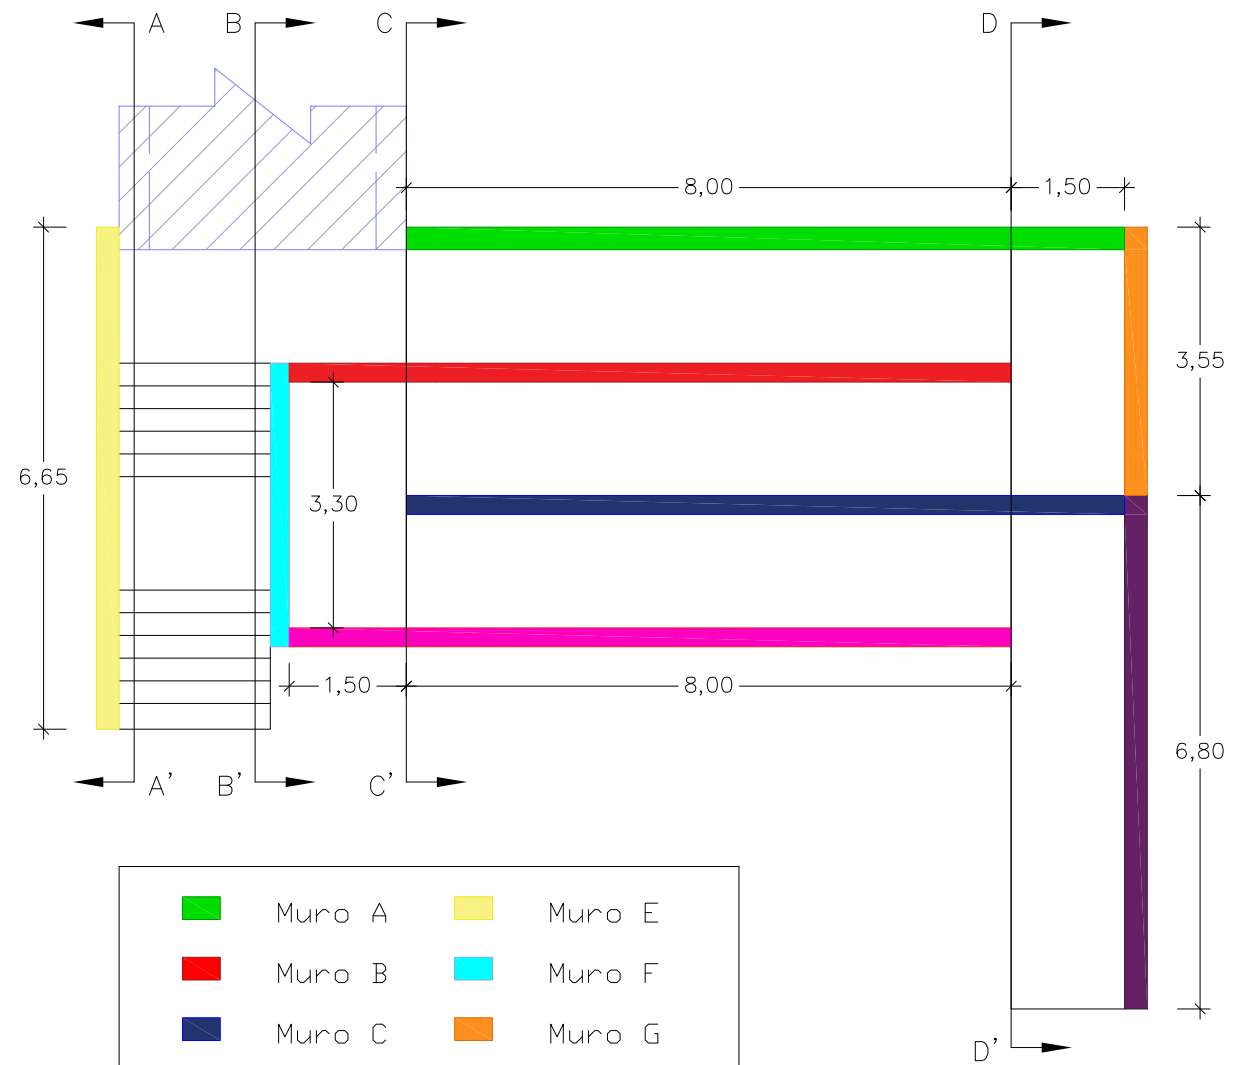 A B C D
8,00 1,50
3,55
6,65
3,30
1,50 8,00
6,80
A' B' C'
Muro A Muro E
Muro B Muro F
Muro C Muro G
D'